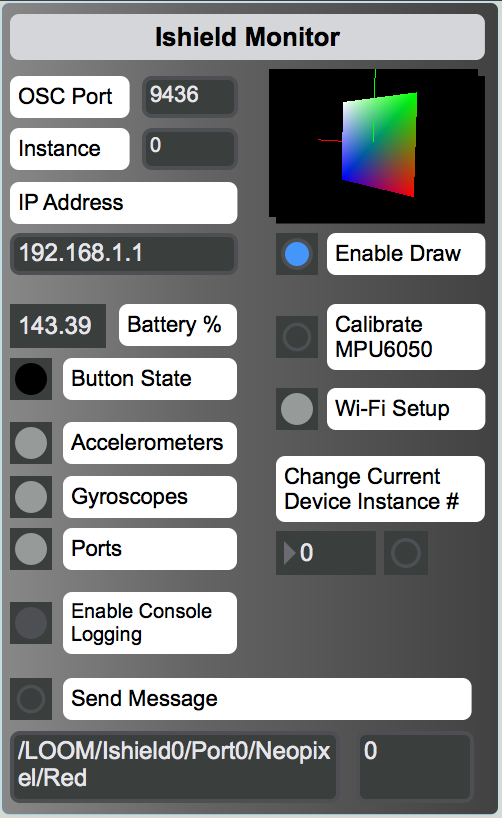 Ishield Monitor
OSC Port
9436
Instance
0
IP Address
192.168.1.1
Enable Draw
143.39
Battery %
Calibrate
MPU6050
Button State
Wi-Fi Setup
Accelerometers
Change Current
Device Instance #
Gyroscopes
Ports
0
Enable Console
Logging
Send Message
/LOOM/Ishield0/Port0/Neopix
el/Red
0